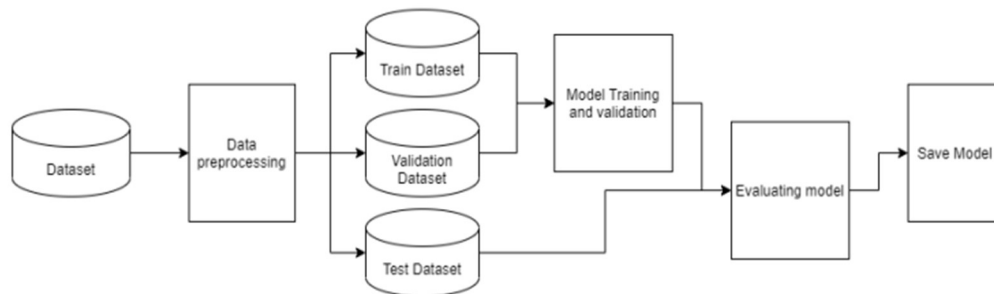 Dataset
Data
preprocessing
Train Dataset
Validation
Dataset
Test Dataset
Model Training
and validation
Evaluating model
Save Model